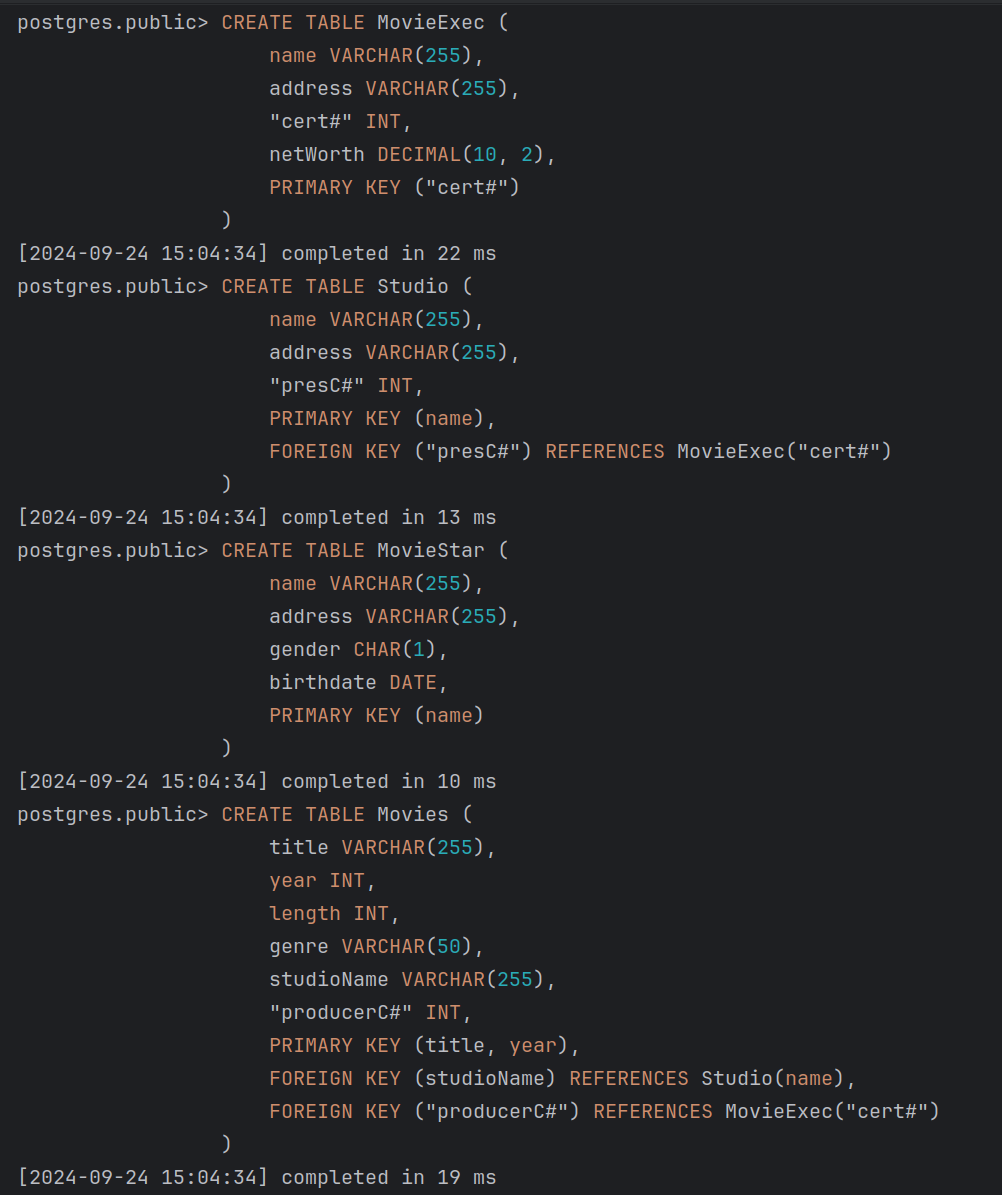 postgres.public> CREATE TABLE MovieExec (
name VARCHAR(255),
address VARCHAR(255),
"cert#" INT,
netWorth DECIMAL(10, 2),
PRIMARY KEY ("cert#")
)
[2024-09-24 15:04:34] completed in 22 ms
postgres.public> CREATE TABLE Studio (
name VARCHAR(255),
address VARCHAR(255),
"presC#" INT,
PRIMARY KEY (name),
FOREIGN KEY ("presC#") REFERENCES MovieExec("cert#")
)
[2024-09-24 15:04:34] completed in 13 ms
postgres.public> CREATE TABLE MovieStar (
name VARCHAR(255),
address VARCHAR(255),
gender CHAR(1),
birthdate DATE,
PRIMARY KEY (name)
)
[2024-09-24 15:04:34] completed in 10 ms
postgres.public> CREATE TABLE Movies (
title VARCHAR(255),
year INT,
length INT,
genre VARCHAR(50),
studioName VARCHAR(255),
"producerC#" INT,
PRIMARY KEY (title, year),
FOREIGN KEY (studioName) REFERENCES Studio(name),
FOREIGN KEY ("producerC#") REFERENCES MovieExec("cert#")
)
[2024-09-24 15:04:34] completed in 19 ms